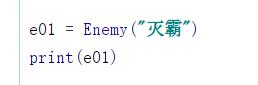 e01 = Enemy("灭霸")
print(e01)